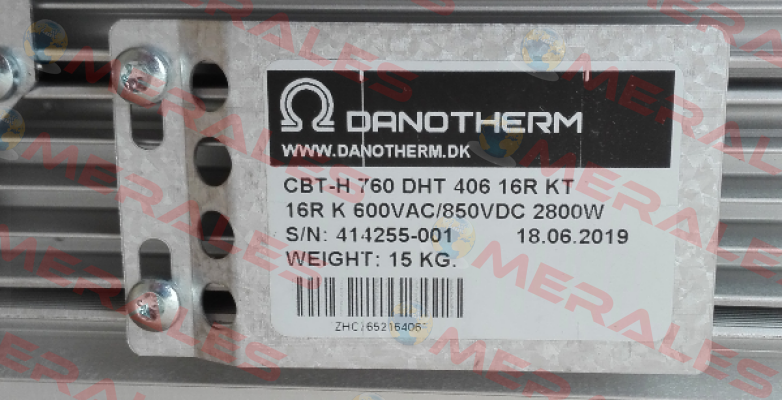 DANOTHERM
WWW.DANOTHERM.DK
CBT-H 760 DHT 406 16R KT
16R K 600VAC/850VDC 2800W
S/N: 414255-001 18.06.2019
WEIGHT: 15 KG.
MERALES
MERALES
MERALES
MERALES